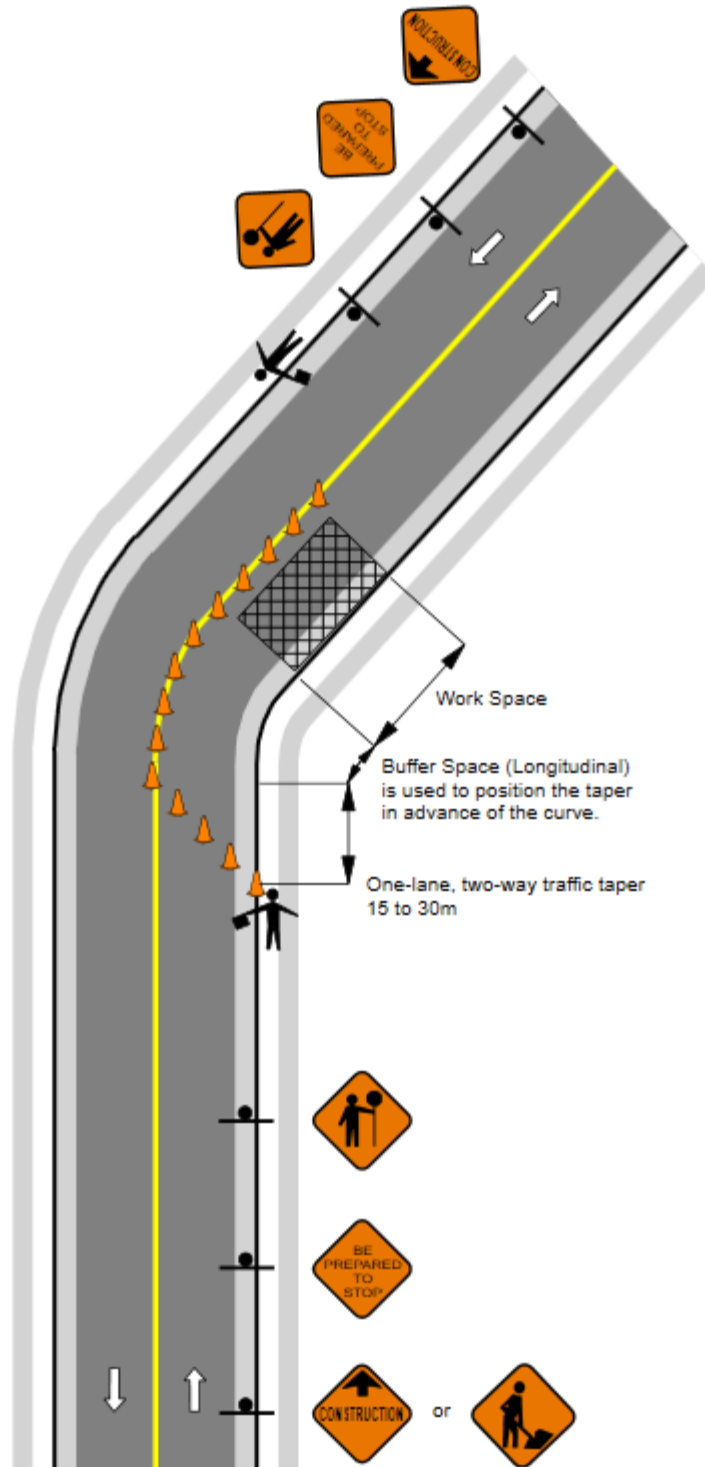 CONSTRUCTION
BE
PREPARED
TO
STOP
Work Space
Buffer Space (Longitudinal)
is used to position the taper
in advance of the curve.
One-lane, two-way traffic taper
15 to 30m
BE
PREPARED
TO
STOP
CONSTRUCTION or